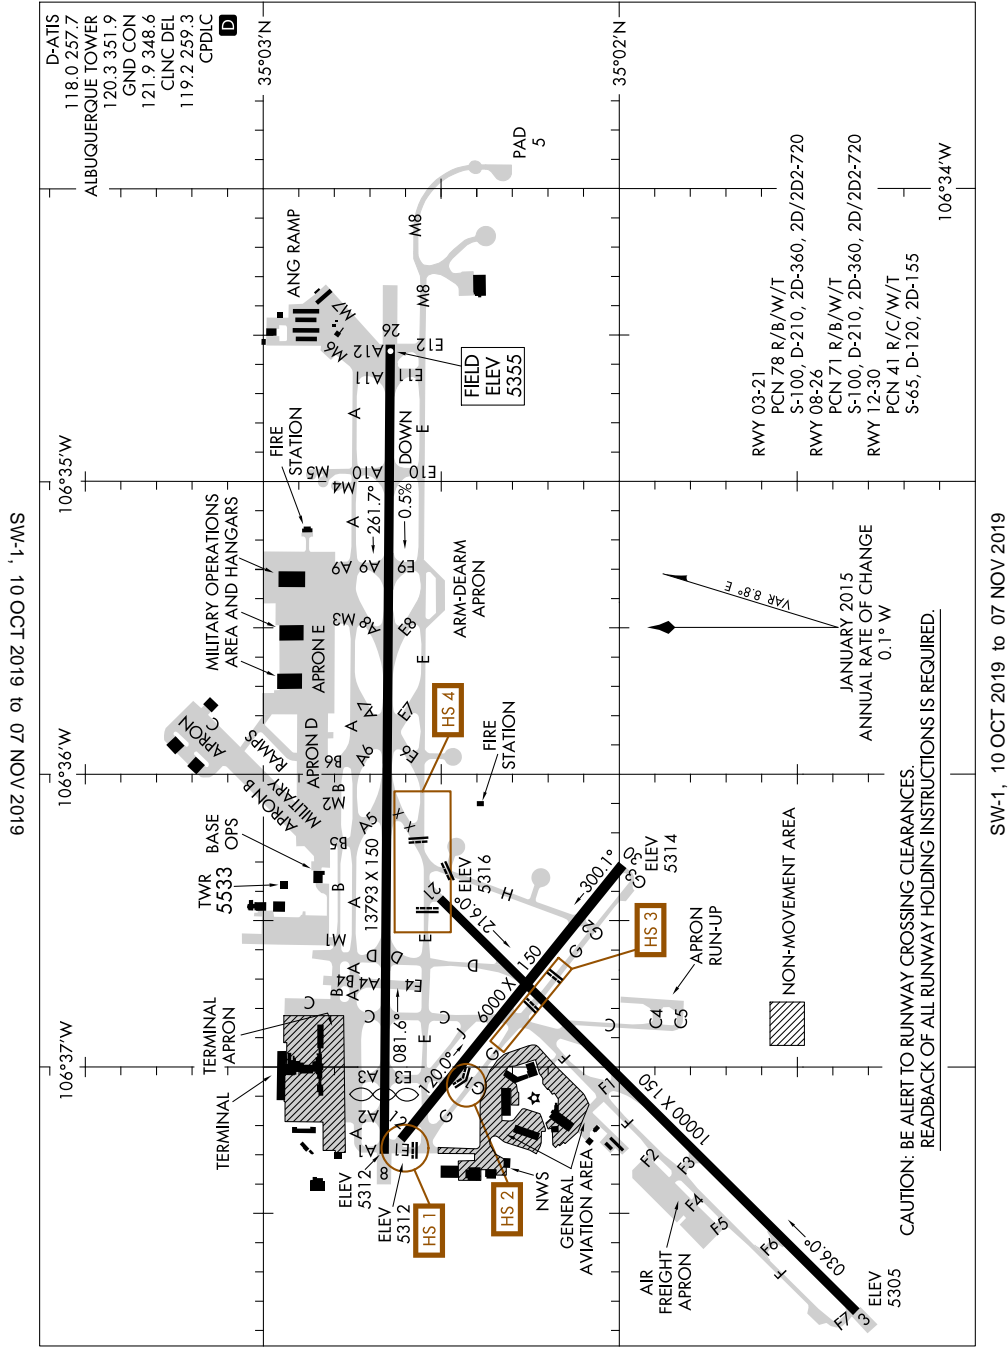 D-ATIS
118.0 257.7
ALBUQUERQUE TOWER
120.3 351.9
GND CON
121.9 348.6
CLNC DEL
119.2 259.3
CPDLC
D
35°03'N
35°02'N
106°34'W
106°35'W
106°36'W
106°37'W
PAD
5
ANG RAMP
M8
M8
M7
M6
26
A12
E12
A11
E11
FIELD
ELEV
5355
A
E
FIRE
STATION
M5
A10
E10
M4
0.5% DOWN
261.7°
A
MILITARY OPERATIONS
AREA AND HANGARS
A9
A9
E9
ARM-DEARM
APRON
M3
A8
E8
E
APRON E
A7
E7
A
APRON
C
MILITARY
RAMPS
APRON B
APRON D
B6
A6
E6
HS 4
M2
B
X
X
A5
B5
FIRE
STATION
BASE
OPS
TWR
5533
13793 X 150
B
A
ELEV
5316
21
216.0°
H
M1
E
D
D
D
A
B4
B
A4
E4
A
C
C
C
E
081.6°
TERMINAL
APRON
TERMINAL
A3
E3
A2
A
A1
E1
12
120.0°
J
G
G1
G
6000 X 150
G
G2
G3
30
300.1°
ELEV
5314
HS 3
APRON
RUN-UP
C
C4
C5
NON-MOVEMENT AREA
8
ELEV
5312
ELEV
5312
HS 1
HS 2
NWS
GENERAL
AVIATION AREA
F
F1
F
F2
F3
F4
F5
F6
F
F7
10000 X 150
AIR
FREIGHT
APRON
036.0°
3
ELEV
5305
RWY 03-21
PCN 78 R/B/W/T
S-100, D-210, 2D-360, 2D/2D2-720
RWY 08-26
PCN 71 R/B/W/T
S-100, D-210, 2D-360, 2D/2D2-720
RWY 12-30
PCN 41 R/C/W/T
S-65, D-120, 2D-155
VAR 8.8° E
JANUARY 2015
ANNUAL RATE OF CHANGE
0.1° W
CAUTION: BE ALERT TO RUNWAY CROSSING CLEARANCES.
READBACK OF ALL RUNWAY HOLDING INSTRUCTIONS IS REQUIRED.
SW-1, 10 OCT 2019 to 07 NOV 2019
SW-1, 10 OCT 2019 to 07 NOV 2019